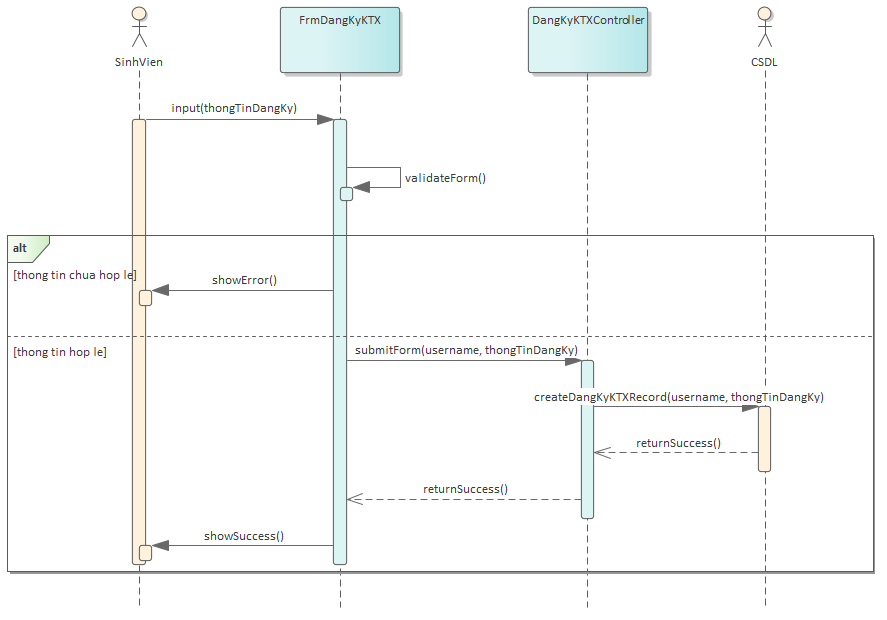 FrmDangKyKTX
DangKyKTXController
SinhVien
CSDL
input(thongTinDangKy)
validateForm()
alt
[thong tin chua hop le]
showError()
[thong tin hop le]
submitForm(username, thongTinDangKy)
createDangKyKTXRecord(username, thongTinDangKy)
returnSuccess()
returnSuccess()
showSuccess()